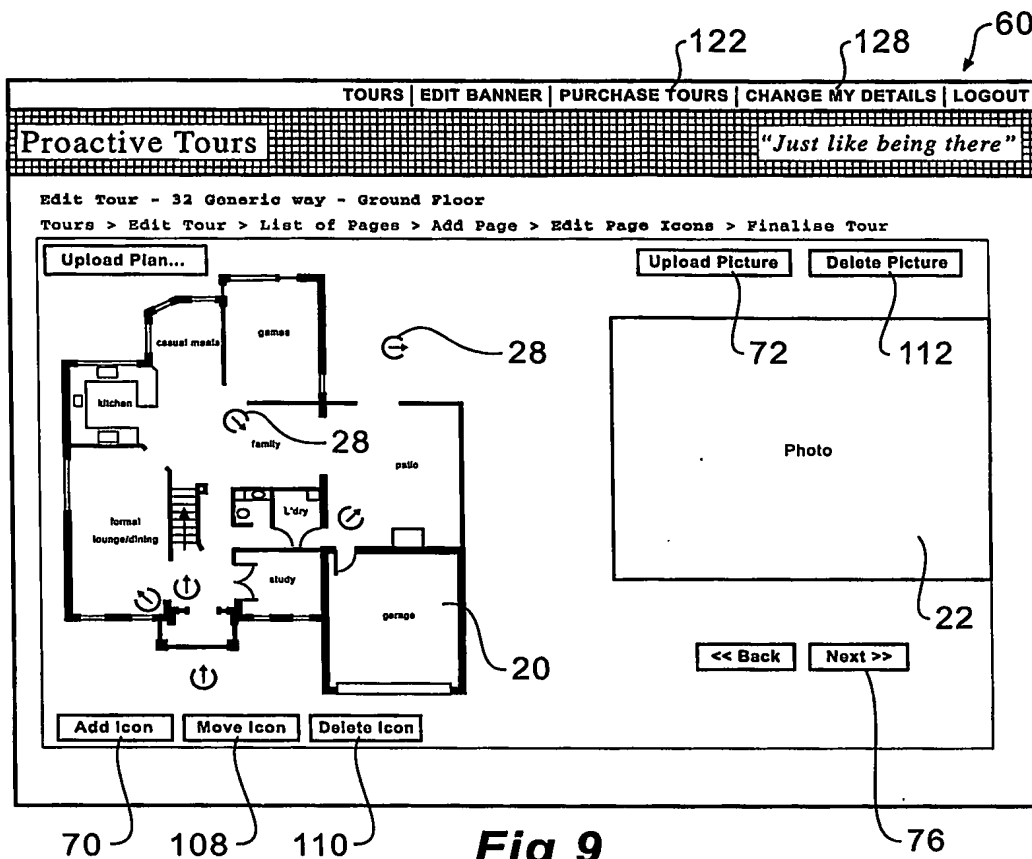 60
122 128
TOURS | EDIT BANNER | PURCHASE TOURS | CHANGE MY DETAILS | LOGOUT
Proactive Tours
"Just like being there"
Edit Tour - 32 Generic way - Ground Floor
Tours > Edit Tour > List of Pages > Add Page > Edit Page Icons > Finalise Tour
Upload Plan...
Upload Picture
Delete Picture
games
casual meals
28
72
112
kitchen
28
family
Photo
patio
L'dry
formal
lounge/dining
study
garage
22
20
<< Back
Next >>
Add Icon
Move Icon
Delete Icon
70 108 110
76
Fig 9